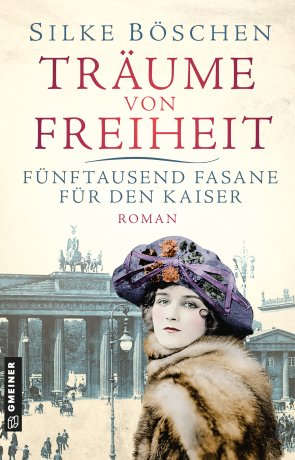 SILKE BÖSCHEN
TRÄUME
VON
FREIHEIT
FÜNFTAUSEND FASANE
FÜR DEN KAISER
ROMAN
GMEINER